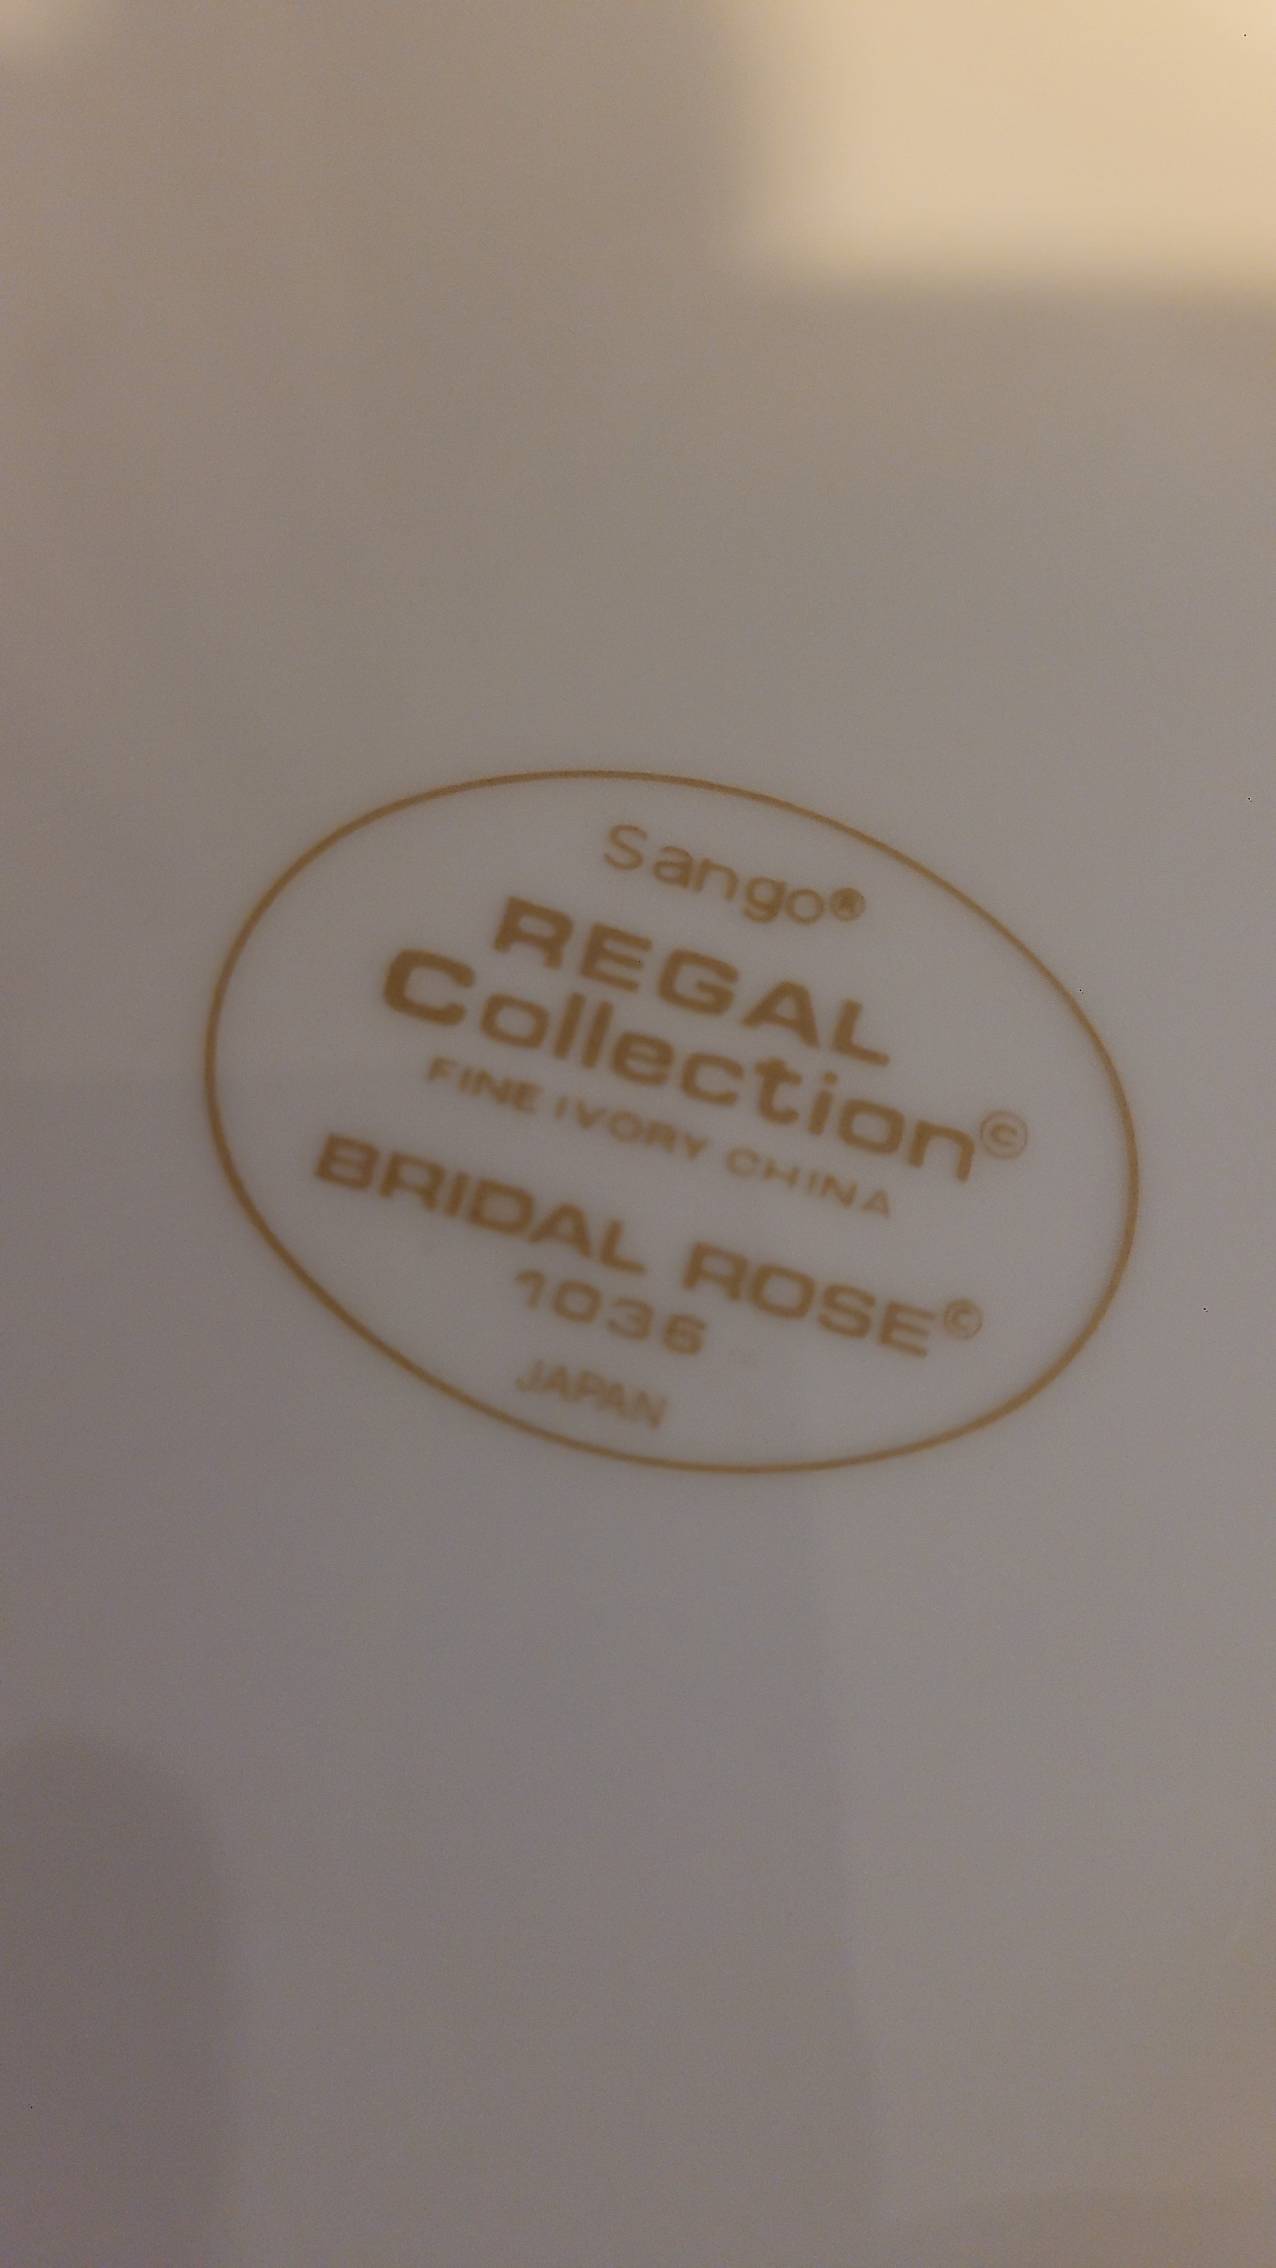 Sango®
REGAL
Collection©
FINE IVORY CHINA
BRIDAL ROSE©
1036
JAPAN